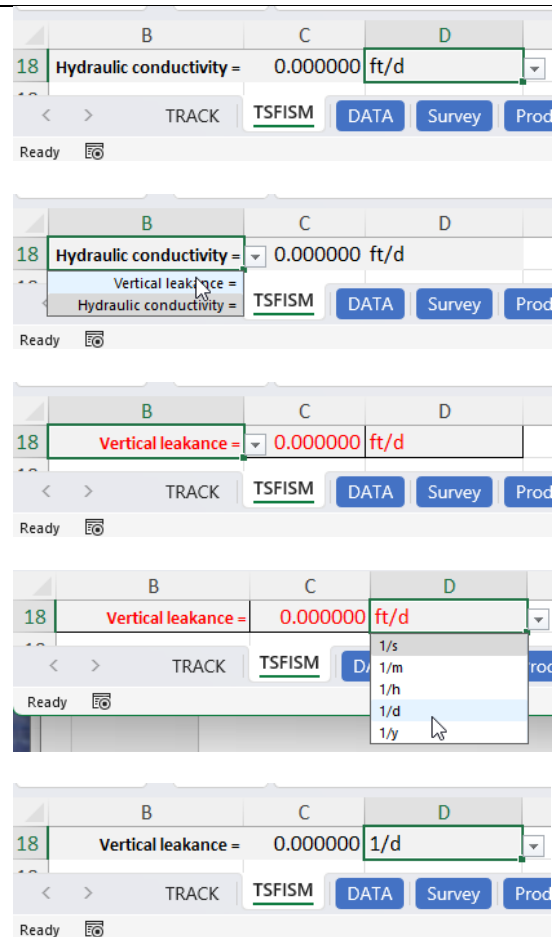 B C D
18 Hydraulic conductivity = 0.000000 ft/d
< > TRACK TSFISM DATA Survey Prod
Ready
B C D
18 Hydraulic conductivity = 0.000000 ft/d
Vertical leakance =
Hydraulic conductivity = TSFISM DATA Survey Prod
Ready
B C D
18 Vertical leakance = 0.000000 ft/d
< > TRACK TSFISM DATA Survey Prod
Ready
B C D
18 Vertical leakance = 0.000000 ft/d
1/s
< > TRACK TSFISM 1/m
1/h
Ready 1/d
1/y
B C D
18 Vertical leakance = 0.000000 1/d
< > TRACK TSFISM DATA Survey Prod
Ready